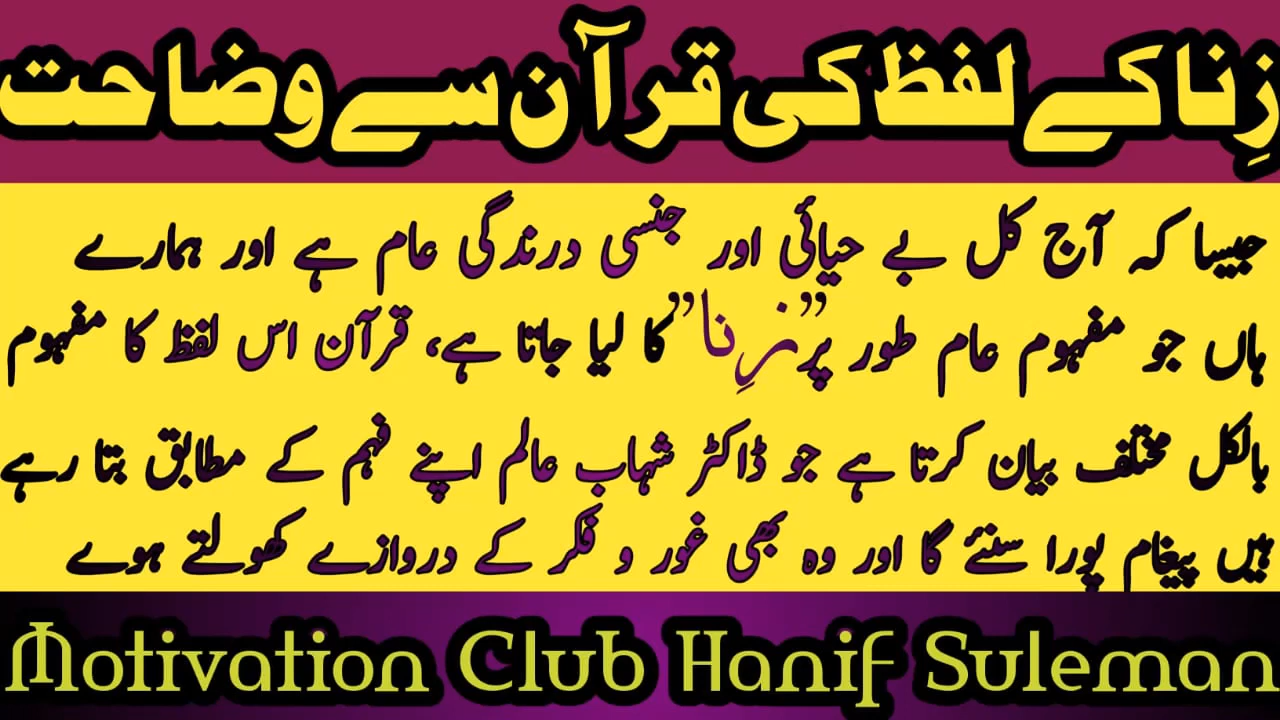 زِنا کے لفظ کی قرآن سے وضاحت
جیسا کہ آج کل بے حیائی اور جنسی درندگی عام ہے اور ہمارے
ہاں جو مفہوم عام طور پر”زِنا”کا لیا جاتا ہے، قرآن اس لفظ کا مفہوم
بالکل مختلف بیان کرتا ہے جو ڈاکٹر شہاب عالم اپنے فہم کے مطابق بتا رہے
ہیں پیغام پورا سنئے گا اور وہ بھی غور و فکر کے دروازے کھولتے ہوے
Motivation Club Hanif Suleman